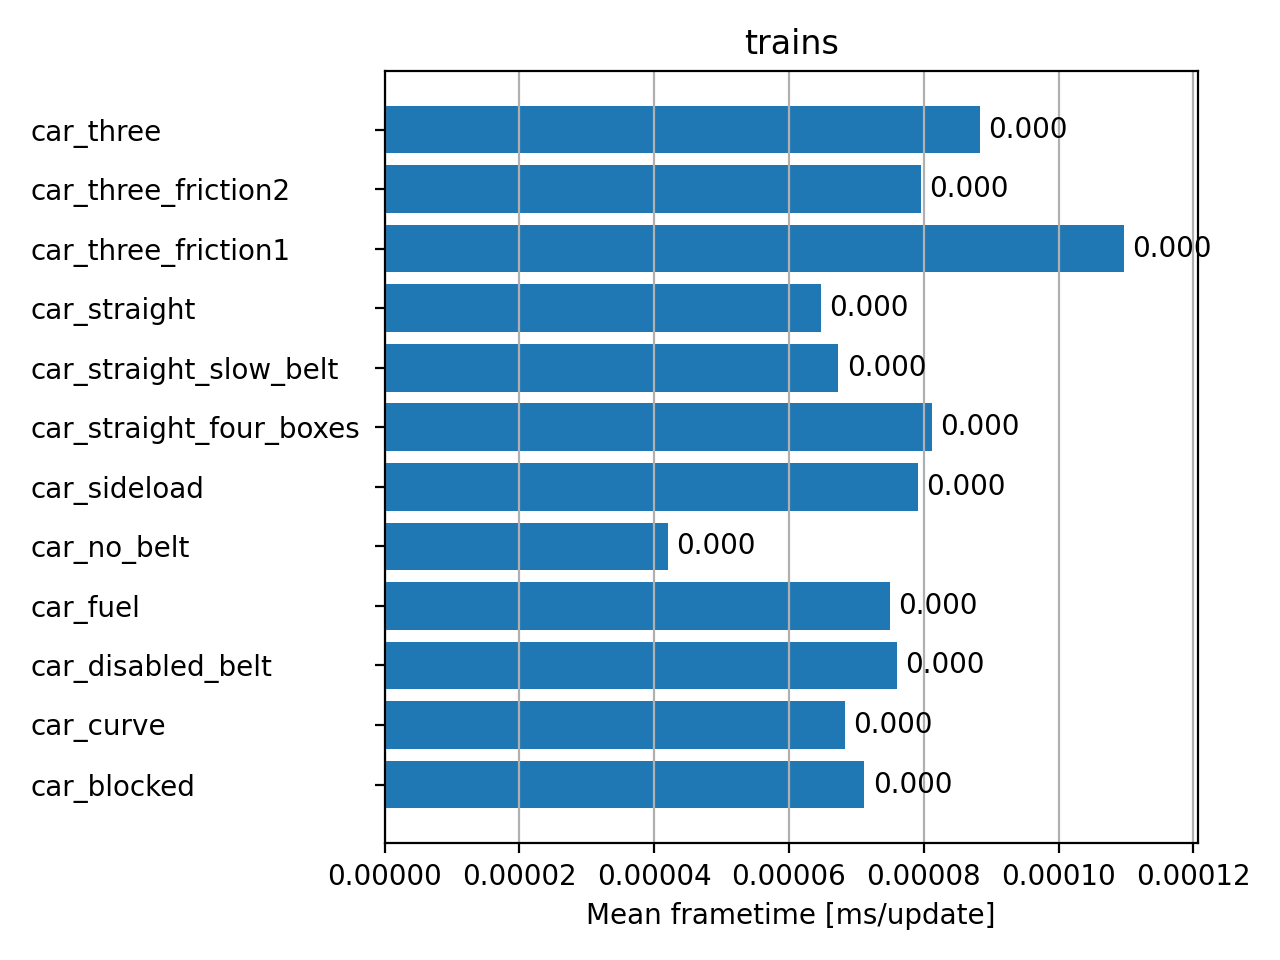 trains
car_three 0.000
car_three_friction2 0.000
car_three_friction1 0.000
car_straight 0.000
car_straight_slow_belt 0.000
car_straight_four_boxes 0.000
car_sideload 0.000
car_no_belt 0.000
car_fuel 0.000
car_disabled_belt 0.000
car_curve 0.000
car_blocked 0.000
0.00000 0.00002 0.00004 0.00006 0.00008 0.00010 0.00012
Mean frametime [ms/update]